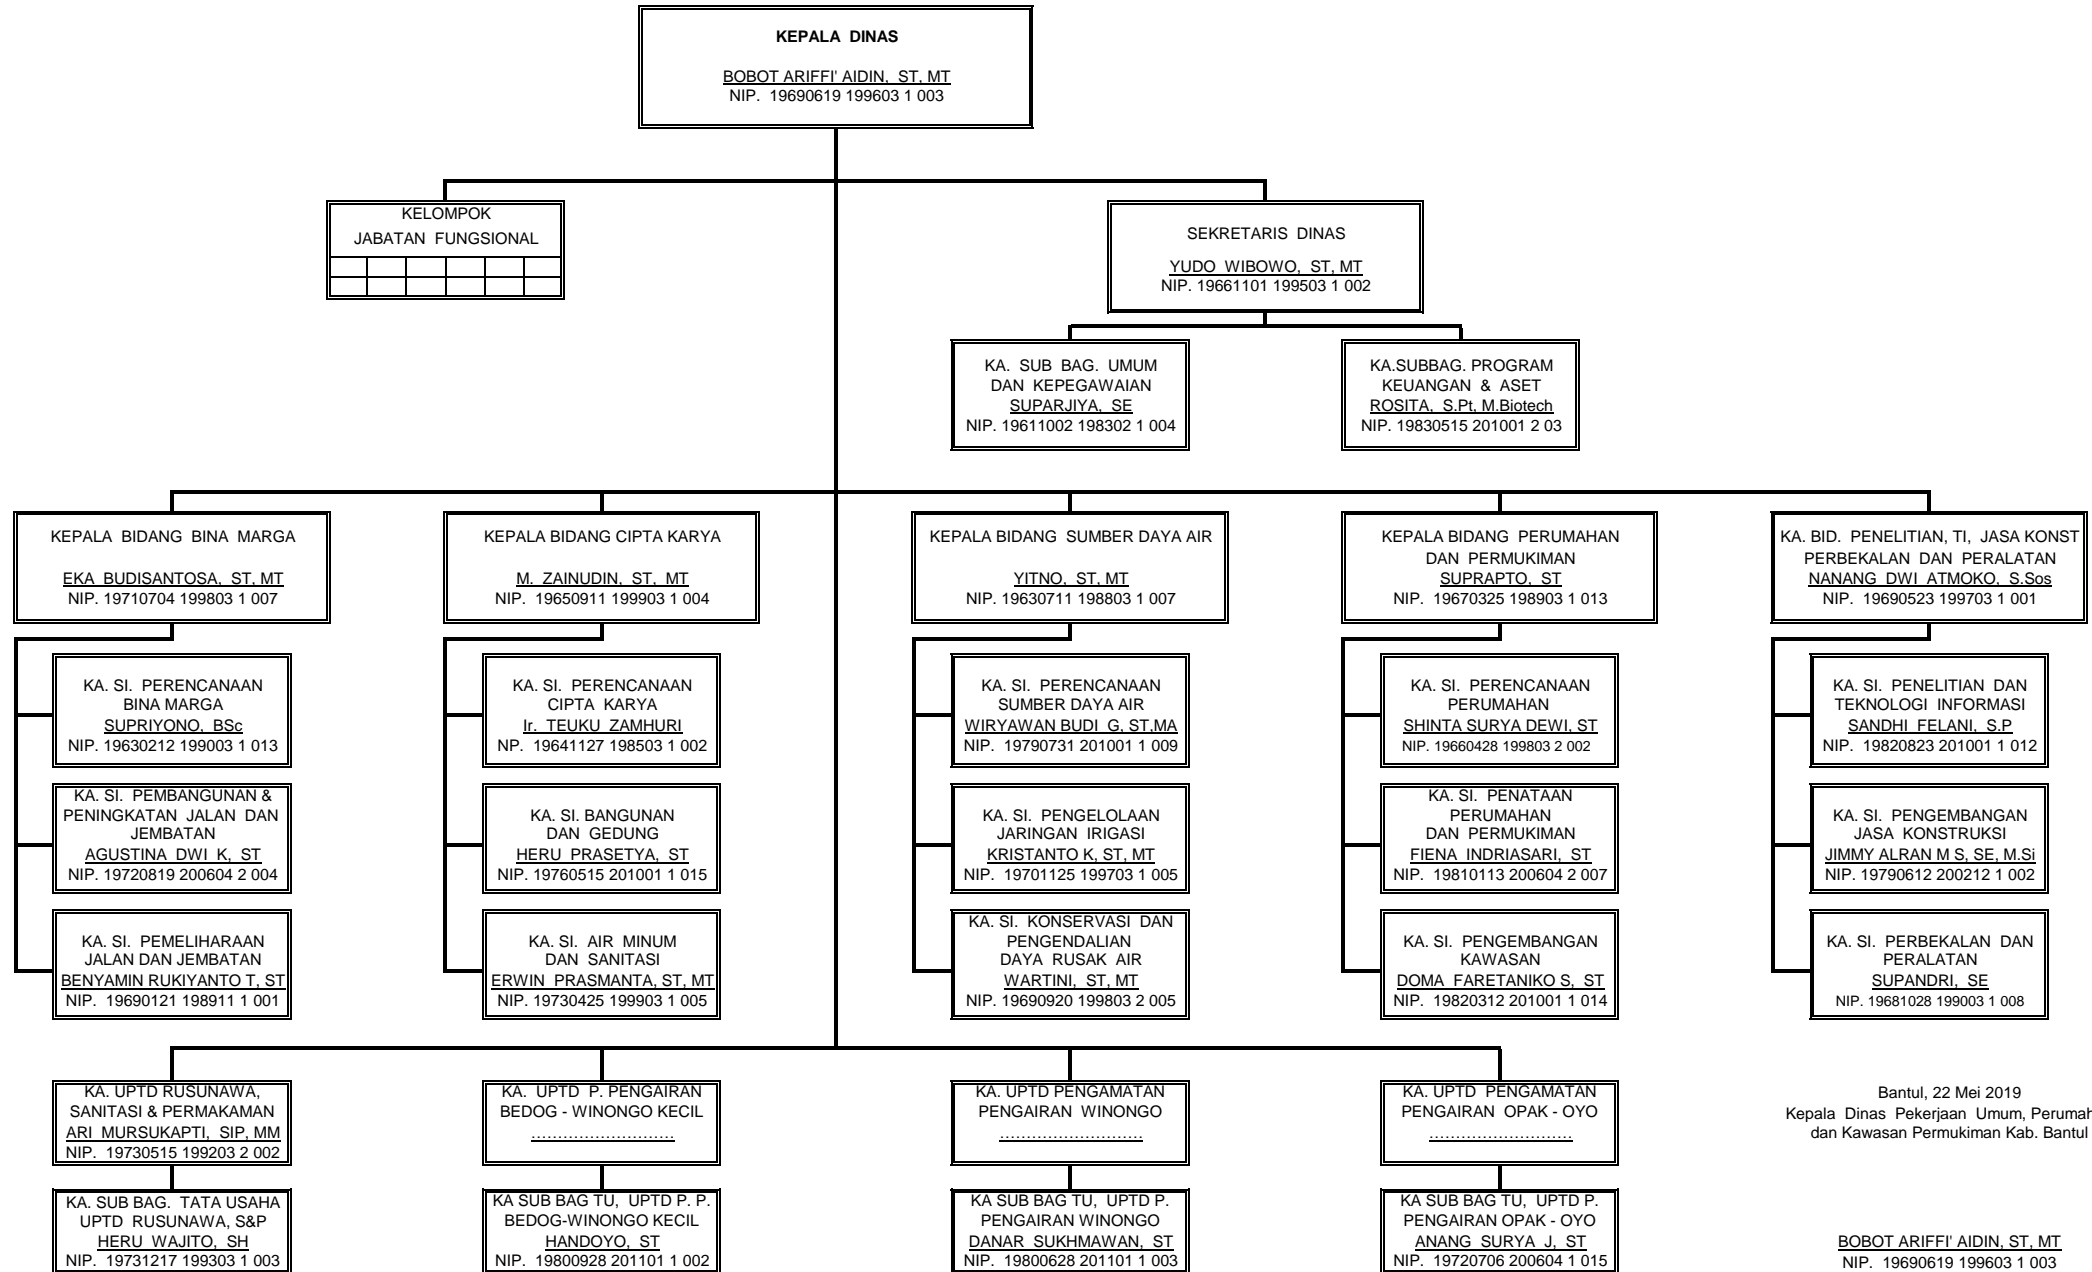 KEPALA DINAS
BOBOT ARIFFI' AIDIN, ST, MT
NIP. 19690619 199603 1 003
KELOMPOK
JABATAN FUNGSIONAL
SEKRETARIS DINAS
YUDO WIBOWO, ST, MT
NIP. 19661101 199503 1 002
KA. SUB BAG. UMUM
DAN KEPEGAWAIAN
SUPARJIYA, SE
NIP. 19611002 198302 1 004
KA.SUBBAG. PROGRAM
KEUANGAN & ASET
ROSITA, S.Pt, M.Biotech
NIP. 19830515 201001 2 03
KEPALA BIDANG BINA MARGA
EKA BUDISANTOSA, ST, MT
NIP. 19710704 199803 1 007
KEPALA BIDANG CIPTA KARYA
M. ZAINUDIN, ST, MT
NIP. 19650911 199903 1 004
KEPALA BIDANG SUMBER DAYA AIR
YITNO, ST, MT
NIP. 19630711 198803 1 007
KEPALA BIDANG PERUMAHAN
DAN PERMUKIMAN
SUPRAPTO, ST
NIP. 19670325 198903 1 013
KA. BID. PENELITIAN, TI, JASA KONST
PERBEKALAN DAN PERALATAN
NANANG DWI ATMOKO, S.Sos
NIP. 19690523 199703 1 001
KA. SI. PERENCANAAN
BINA MARGA
SUPRIYONO, BSc
NIP. 19630212 199003 1 013
KA. SI. PERENCANAAN
CIPTA KARYA
Ir. TEUKU ZAMHURI
NP. 19641127 198503 1 002
KA. SI. PERENCANAAN
SUMBER DAYA AIR
WIRYAWAN BUDI G, ST,MA
NIP. 19790731 201001 1 009
KA. SI. PERENCANAAN
PERUMAHAN
SHINTA SURYA DEWI, ST
NIP. 19660428 199803 2 002
KA. SI. PENELITIAN DAN
TEKNOLOGI INFORMASI
SANDHI FELANI, S.P
NIP. 19820823 201001 1 012
KA. SI. PEMBANGUNAN &
PENINGKATAN JALAN DAN
JEMBATAN
AGUSTINA DWI K, ST
NIP. 19720819 200604 2 004
KA. SI. BANGUNAN
DAN GEDUNG
HERU PRASETYA, ST
NIP. 19760515 201001 1 015
KA. SI. PENGELOLAAN
JARINGAN IRIGASI
KRISTANTO K, ST, MT
NIP. 19701125 199703 1 005
KA. SI. PENATAAN
PERUMAHAN
DAN PERMUKIMAN
FIENA INDRIASARI, ST
NIP. 19810113 200604 2 007
KA. SI. PENGEMBANGAN
JASA KONSTRUKSI
JIMMY ALRAN M S, SE, M.Si
NIP. 19790612 200212 1 002
KA. SI. PEMELIHARAAN
JALAN DAN JEMBATAN
BENYAMIN RUKIYANTO T, ST
NIP. 19690121 198911 1 001
KA. SI. AIR MINUM
DAN SANITASI
ERWIN PRASMANTA, ST, MT
NIP. 19730425 199903 1 005
KA. SI. KONSERVASI DAN
PENGENDALIAN
DAYA RUSAK AIR
WARTINI, ST, MT
NIP. 19690920 199803 2 005
KA. SI. PENGEMBANGAN
KAWASAN
DOMA FARETANIKO S, ST
NIP. 19820312 201001 1 014
KA. SI. PERBEKALAN DAN
PERALATAN
SUPANDRI, SE
NIP. 19681028 199003 1 008
KA. UPTD RUSUNAWA,
SANITASI & PERMAKAMAN
ARI MURSUKAPTI, SIP, MM
NIP. 19730515 199203 2 002
KA. UPTD P. PENGAIRAN
BEDOG - WINONGO KECIL
..........................
KA. UPTD PENGAMATAN
PENGAIRAN WINONGO
..........................
KA. UPTD PENGAMATAN
PENGAIRAN OPAK - OYO
..........................
Bantul, 22 Mei 2019
Kepala Dinas Pekerjaan Umum, Perumah
dan Kawasan Permukiman Kab. Bantul
KA. SUB BAG. TATA USAHA
UPTD RUSUNAWA, S&P
HERU WAJITO, SH
NIP. 19731217 199303 1 003
KA SUB BAG TU, UPTD P. P.
BEDOG-WINONGO KECIL
HANDOYO, ST
NIP. 19800928 201101 1 002
KA SUB BAG TU, UPTD P.
PENGAIRAN WINONGO
DANAR SUKHMAWAN, ST
NIP. 19800628 201101 1 003
KA SUB BAG TU, UPTD P.
PENGAIRAN OPAK - OYO
ANANG SURYA J, ST
NIP. 19720706 200604 1 015
BOBOT ARIFFI' AIDIN, ST, MT
NIP. 19690619 199603 1 003